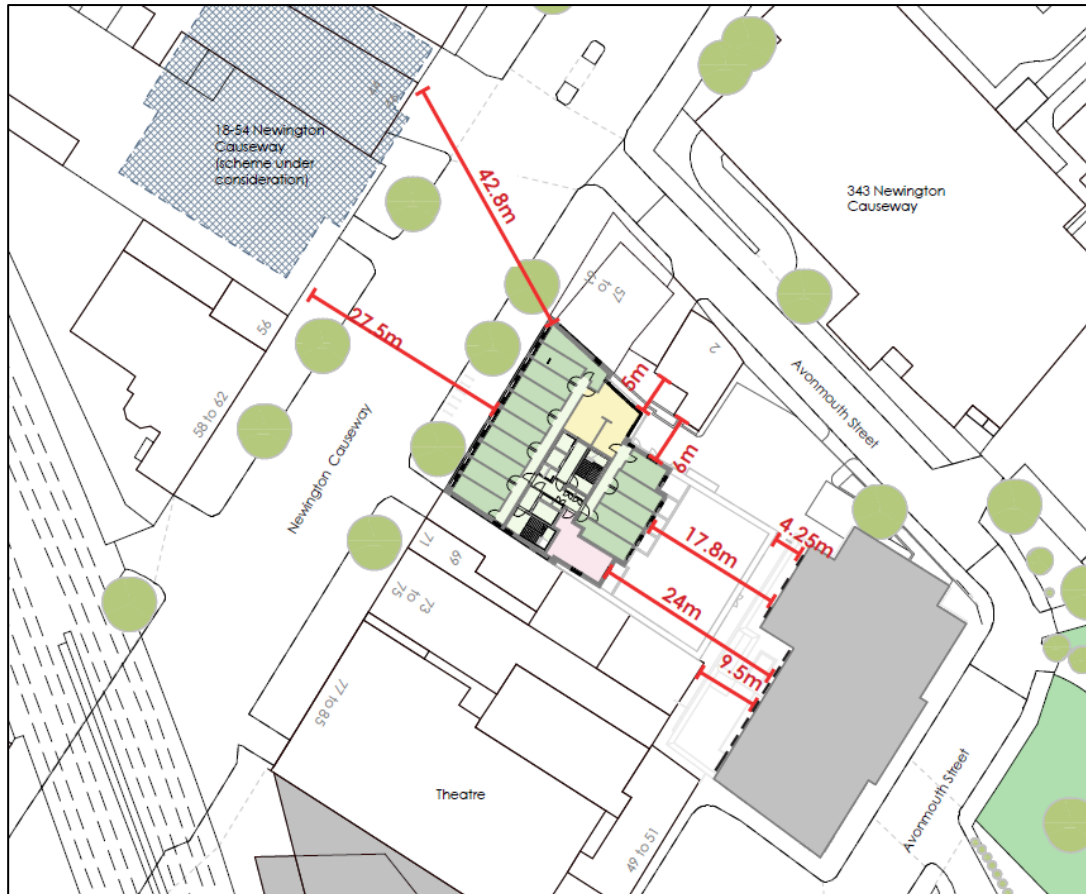 18-54 Newington
Causeway
(scheme under
consideration)
42.8m
343 Newington
Causeway
57
to 61
27.5m
56
2
5m
Avonmouth Street
58 to 62
6m
Newington Causeway
4.25m
17.8m
71
69
24m
73
to
75
9.5m
77 to 85
Theatre
49 to 51
Avonmouth Street